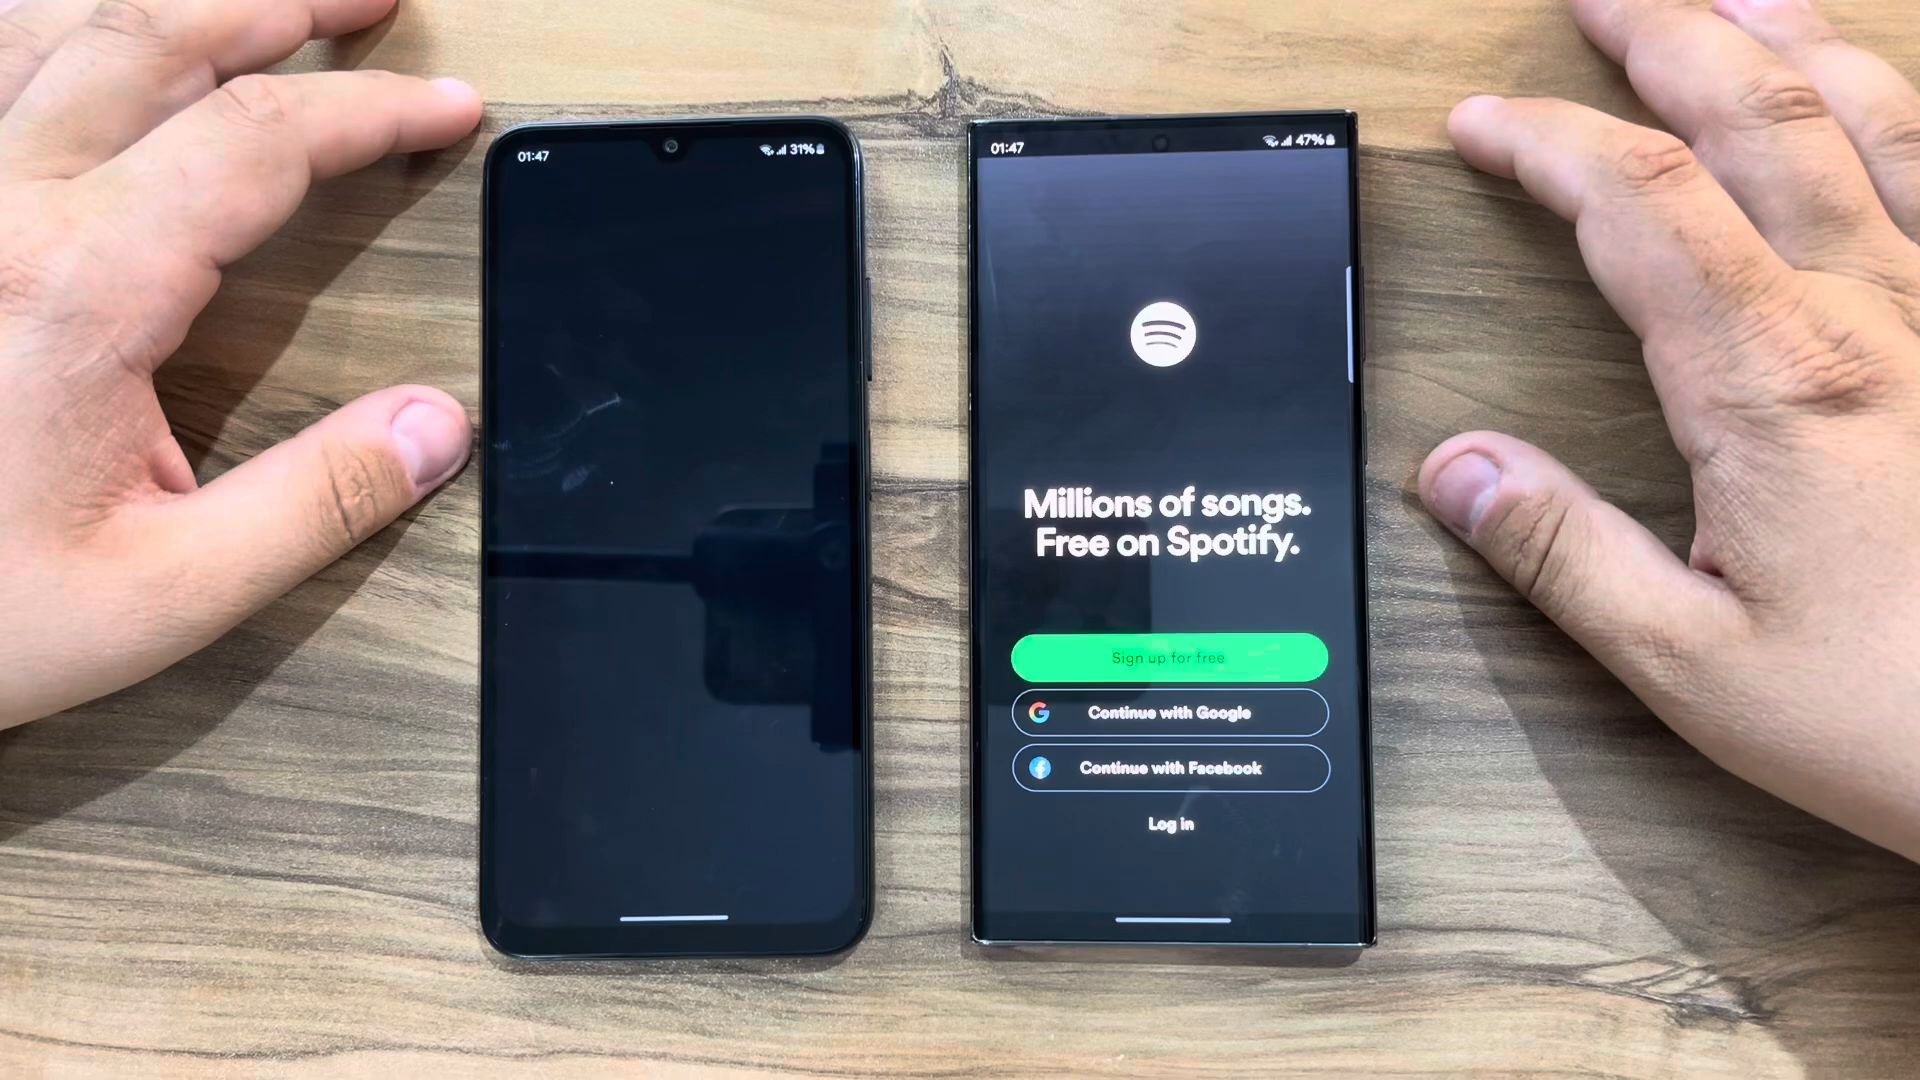 01:47
31%
01:47
47%
Millions of songs.
Free on Spotify.
Sign up for free
Continue with Google
Continue with Facebook
Log in